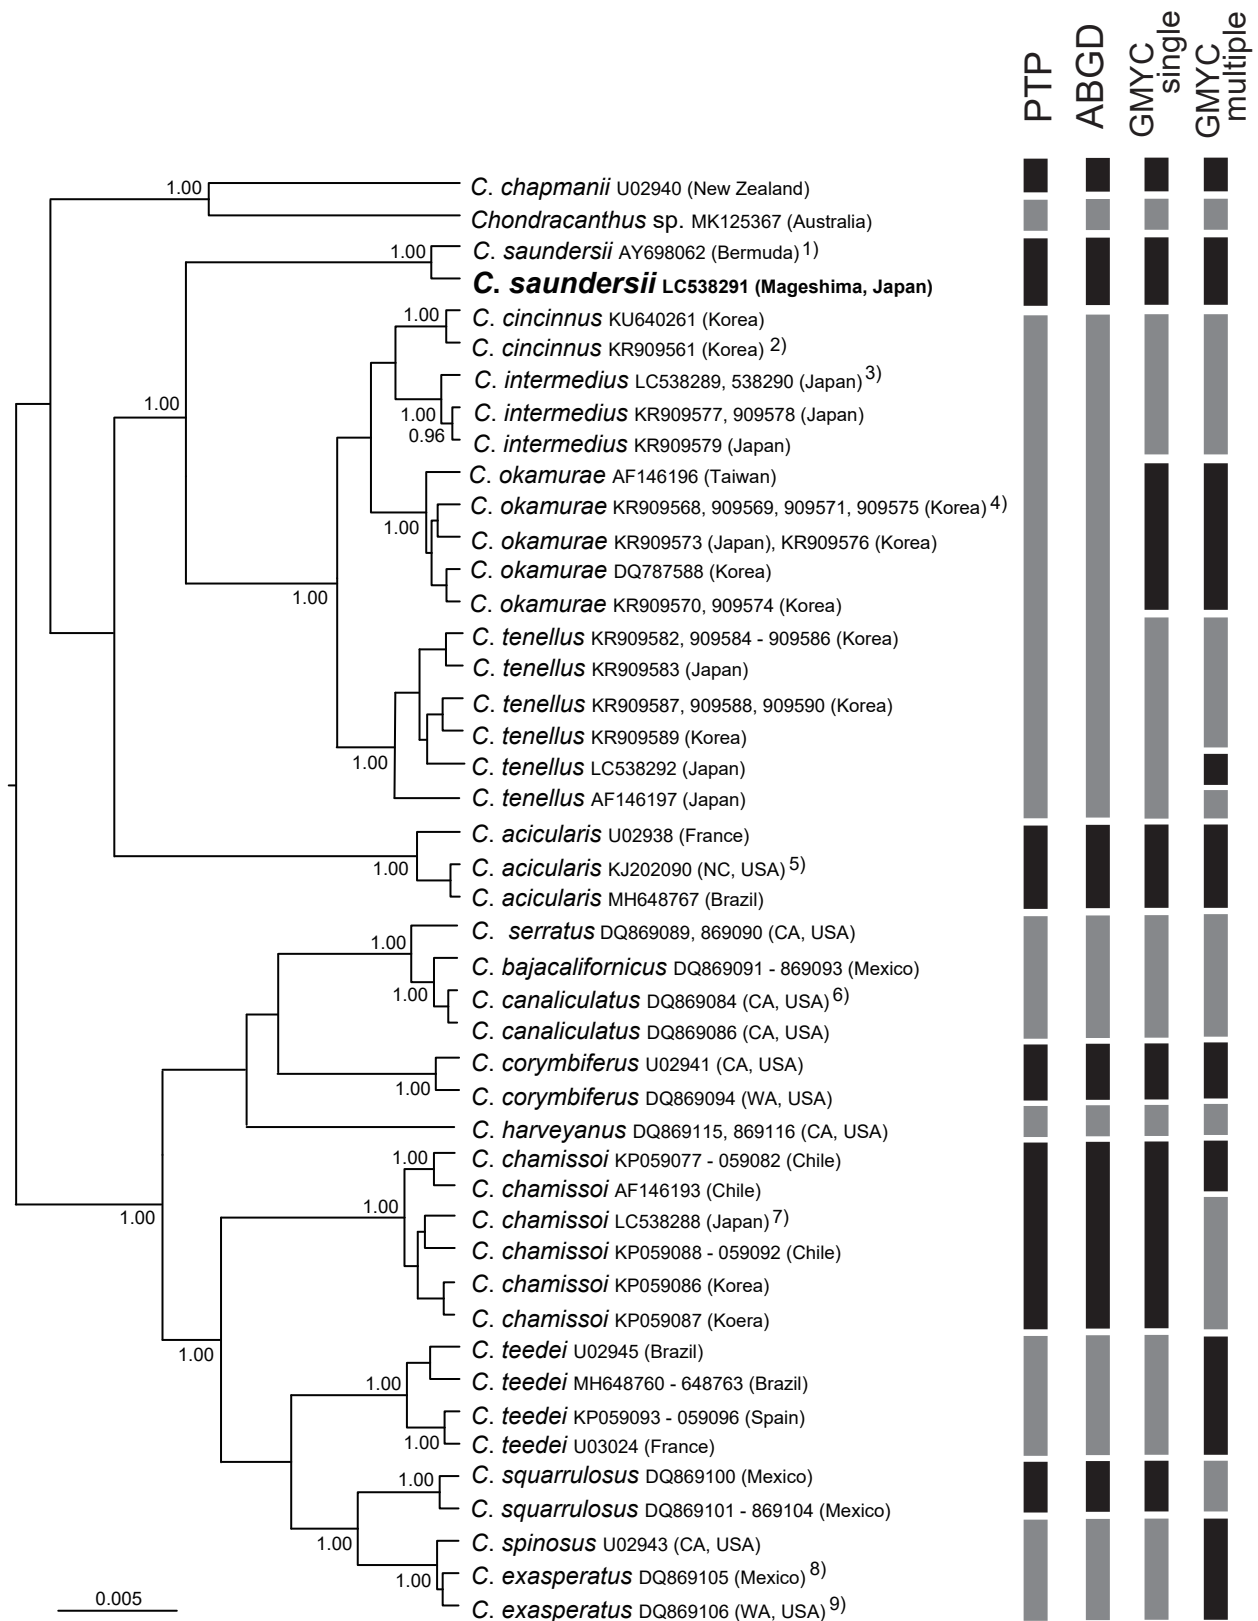 PTP
ABGD
GMYC single
GMYC multiple
1.00
C. chapmanii U02940 (New Zealand)
Chondracanthus sp. MK125367 (Australia)
1.00
C. saundersii AY698062 (Bermuda) 1)
C. saundersii LC538291 (Mageshima, Japan)
1.00
C. cincinnus KU640261 (Korea)
C. cincinnus KR909561 (Korea) 2)
C. intermedius LC538289, 538290 (Japan) 3)
1.00
1.00
C. intermedius KR909577, 909578 (Japan)
0.96
C. intermedius KR909579 (Japan)
C. okamurae AF146196 (Taiwan)
C. okamurae KR909568, 909569, 909571, 909575 (Korea) 4)
1.00
C. okamurae KR909573 (Japan), KR909576 (Korea)
C. okamurae DQ787588 (Korea)
1.00
C. okamurae KR909570, 909574 (Korea)
C. tenellus KR909582, 909584 - 909586 (Korea)
C. tenellus KR909583 (Japan)
C. tenellus KR909587, 909588, 909590 (Korea)
C. tenellus KR909589 (Korea)
1.00
C. tenellus LC538292 (Japan)
C. tenellus AF146197 (Japan)
C. acicularis U02938 (France)
1.00
C. acicularis KJ202090 (NC, USA) 5)
C. acicularis MH648767 (Brazil)
C. serratus DQ869089, 869090 (CA, USA)
1.00
C. bajacalifornicus DQ869091 - 869093 (Mexico)
1.00
C. canaliculatus DQ869084 (CA, USA) 6)
C. canaliculatus DQ869086 (CA, USA)
C. corymbiferus U02941 (CA, USA)
1.00
C. corymbiferus DQ869094 (WA, USA)
C. harveyanus DQ869115, 869116 (CA, USA)
1.00
C. chamissoi KP059077 - 059082 (Chile)
C. chamissoi AF146193 (Chile)
1.00
1.00
C. chamissoi LC538288 (Japan) 7)
C. chamissoi KP059088 - 059092 (Chile)
C. chamissoi KP059086 (Korea)
C. chamissoi KP059087 (Koera)
1.00
C. teedei U02945 (Brazil)
1.00
C. teedei MH648760 - 648763 (Brazil)
C. teedei KP059093 - 059096 (Spain)
1.00
C. teedei U03024 (France)
1.00
C. squarrulosus DQ869100 (Mexico)
C. squarrulosus DQ869101 - 869104 (Mexico)
1.00
C. spinosus U02943 (CA, USA)
1.00
C. exasperatus DQ869105 (Mexico) 8)
C. exasperatus DQ869106 (WA, USA) 9)
0.005